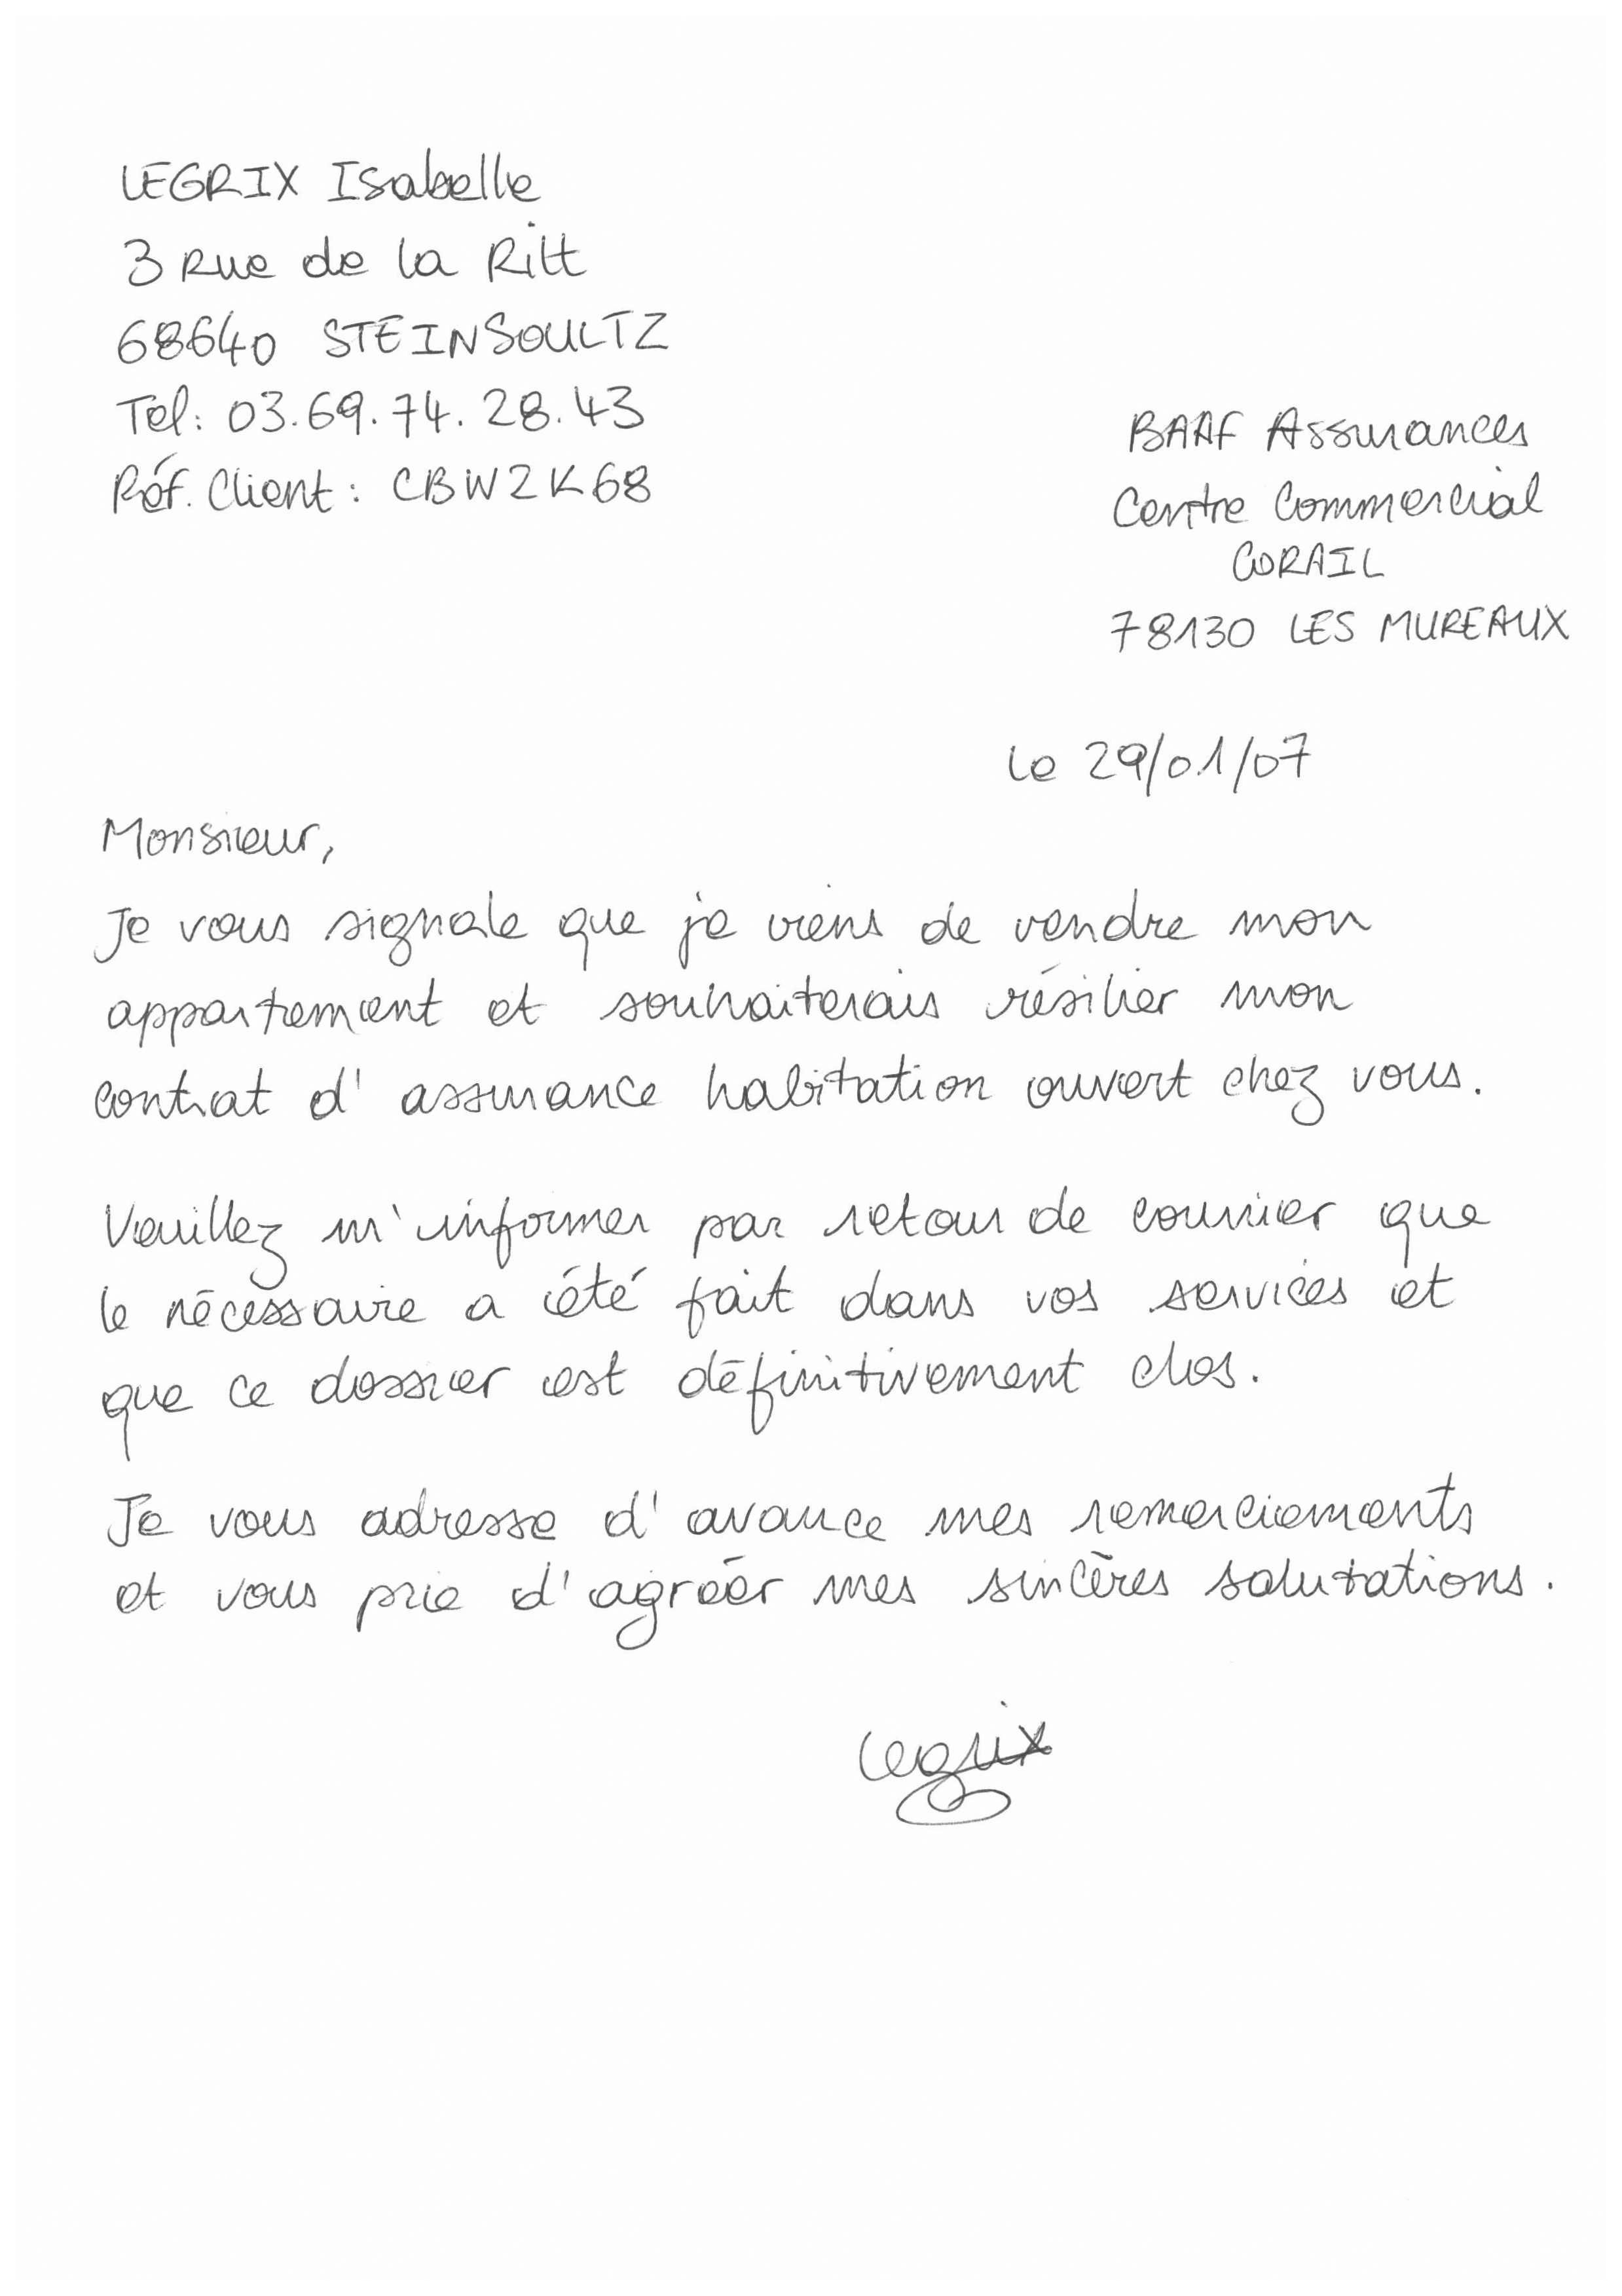 LEGRIX Isabelle
3 Rue de la Ritt
68640 STEINSOULTZ
Tel: 03.69.74.28.43
Réf. Client : CBW2K68
BAAF Assurances
Centre Commercial
CORAIL
78130 LES MUREAUX
Le 29/01/07
Monsieur,
Je vous signale que je viens de vendre mon
appartement et souhaiterais résilier mon
contrat d'assurance habitation ouvert chez vous.
Veuillez m'informer par retour de courrier que
le nécessaire a été fait dans vos services et
que ce dossier est définitivement clos.
Je vous adresse d'avance mes remerciements
et vous prie d'agréer mes sincères salutations.
Legrix